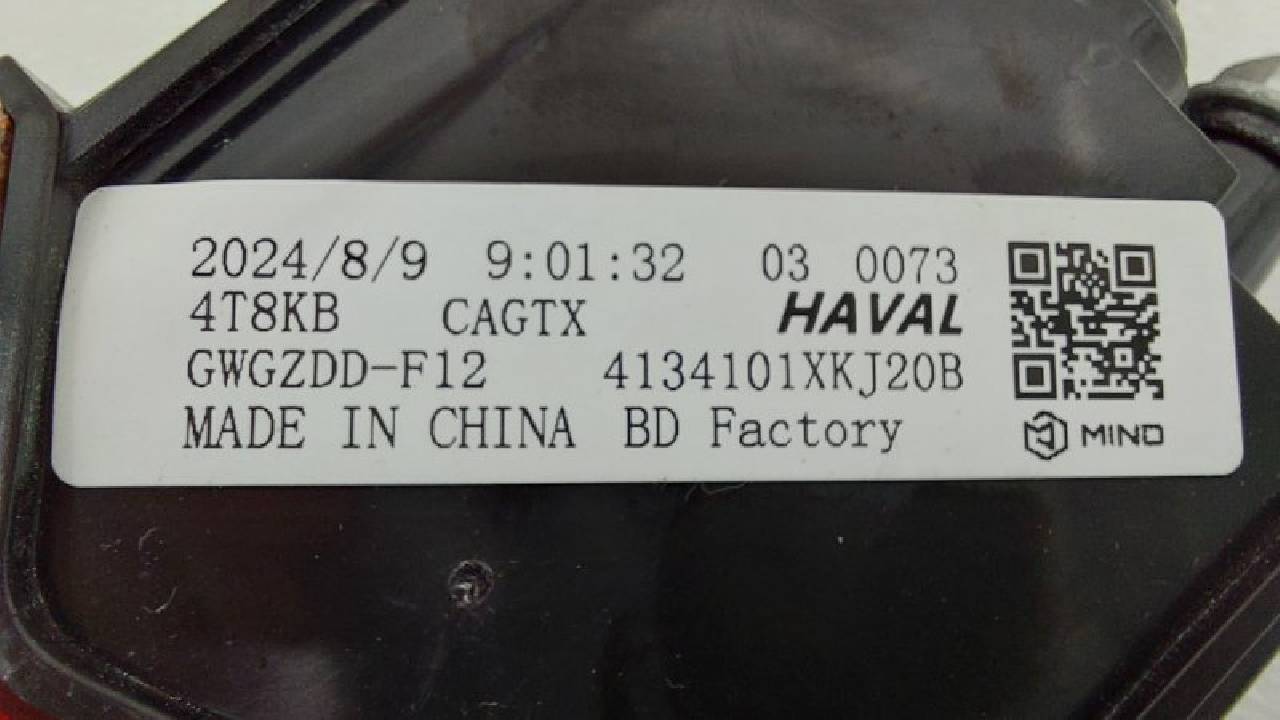 2024/8/9 9:01:32 03 0073
4T8KB CAGTX HAVAL
GWGZDD-F12 4134101XKJ20B
MADE IN CHINA BD Factory
MIND